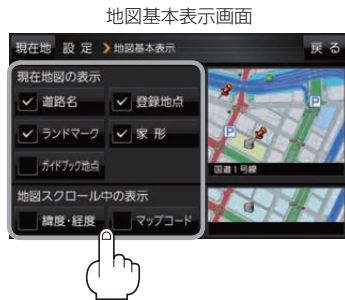 地図基本表示画面
現在地 設定 地図基本表示 戻る
現在地図の表示
道路名 登録地点
ランドマーク 家形
ガイドブック地点
国道1号線
地図スクロール中の表示
緯度・経度 マップコード